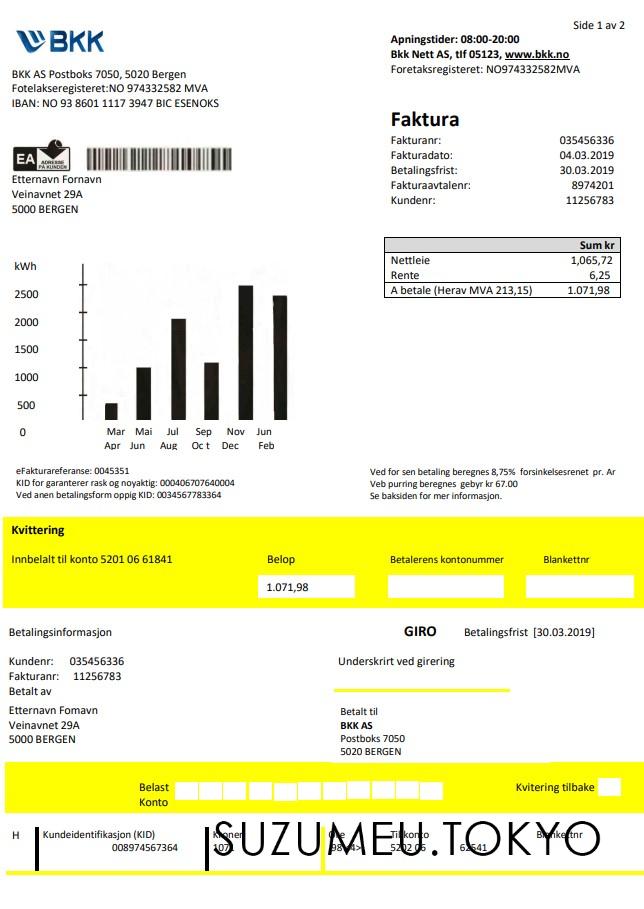 Side 1 av 2
BKK
Apningstider: 08:00-20:00
Bkk Nett AS, tlf 05123, www.bkk.no
Foretaksregisteret: NO974332582MVA
BKK AS Postboks 7050, 5020 Bergen
Fotelakseregisteret:NO 974332582 MVA
IBAN: NO 93 8601 1117 3947 BIC ESENOKS
Faktura
Fakturanr: 035456336
Fakturadato: 04.03.2019
Betalingsfrist: 30.03.2019
Fakturaavtalenr: 8974201
Kundenr: 11256783
EA ADRESSE PÅ KUNDEN
Etternavn Fornavn
Veinavnet 29A
5000 BERGEN
Sum kr
Nettleie 1,065,72
Rente 6,25
A betale (Herav MVA 213,15) 1.071,98
kWh
2500
2000
1500
1000
500
0
Mar Mai Jul Sep Nov Jun
Apr Jun Aug Oc t Dec Feb
eFakturareferanse: 0045351
KID for garanterer rask og noyaktig: 000406707640004
Ved anen betalingsform oppig KID: 0034567783364
Ved for sen betaling beregnes 8,75% forsinkelsesrenet pr. Ar
Veb purring beregnes gebyr kr 67.00
Se baksiden for mer informasjon.
Kvittering
Innbelalt til konto 5201 06 61841 Belop Betalerens kontonummer Blankettnr
1.071,98
Betalingsinformasjon GIRO Betalingsfrist [30.03.2019]
Kundenr: 035456336
Fakturanr: 11256783
Betalt av
Underskrirt ved girering
Etternavn Fomavn
Veinavnet 29A
5000 BERGEN
Betalt til
BKK AS
Postboks 7050
5020 BERGEN
Belast
Konto
Kvitering tilbake
H Kundeidentifikasjon (KID) Kroner Til konto Blankettnr
008974567364 1071 5202 06 62541
SUZUMEU.TOKYO